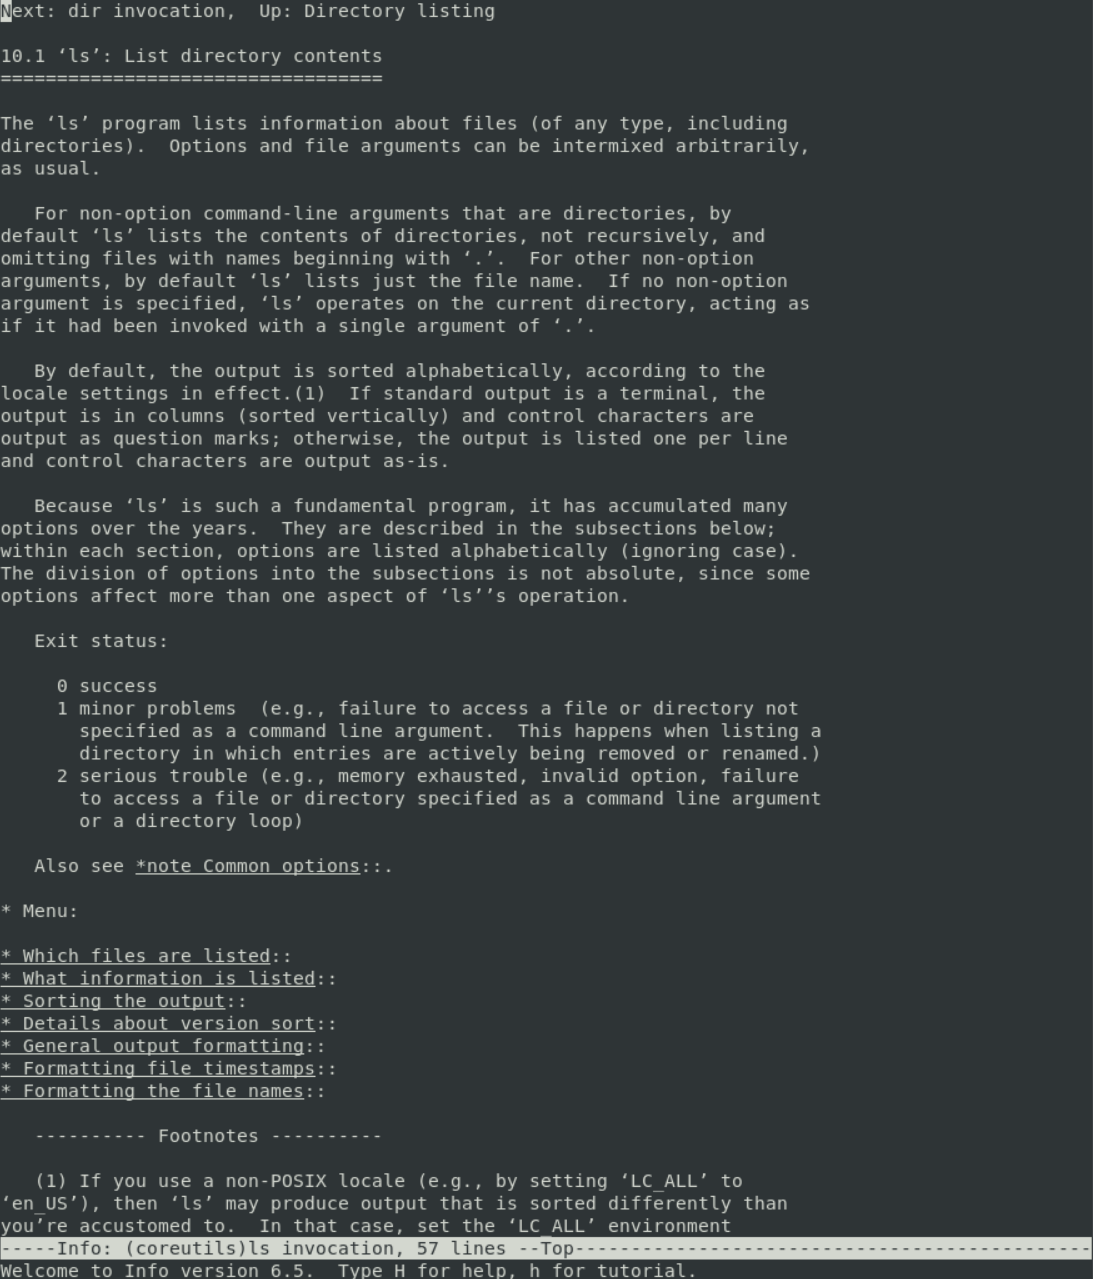 Next: dir invocation,  Up: Directory listing

10.1 ‘ls’: List directory contents
==================================

The ‘ls’ program lists information about files (of any type, including
directories).  Options and file arguments can be intermixed arbitrarily,
as usual.

   For non-option command-line arguments that are directories, by
default ‘ls’ lists the contents of directories, not recursively, and
omitting files with names beginning with ‘.’.  For other non-option
arguments, by default ‘ls’ lists just the file name.  If no non-option
argument is specified, ‘ls’ operates on the current directory, acting as
if it had been invoked with a single argument of ‘.’.

   By default, the output is sorted alphabetically, according to the
locale settings in effect.(1)  If standard output is a terminal, the
output is in columns (sorted vertically) and control characters are
output as question marks; otherwise, the output is listed one per line
and control characters are output as-is.

   Because ‘ls’ is such a fundamental program, it has accumulated many
options over the years.  They are described in the subsections below;
within each section, options are listed alphabetically (ignoring case).
The division of options into the subsections is not absolute, since some
options affect more than one aspect of ‘ls’’s operation.

   Exit status:

     0 success
     1 minor problems  (e.g., failure to access a file or directory not
       specified as a command line argument.  This happens when listing a
       directory in which entries are actively being removed or renamed.)
     2 serious trouble (e.g., memory exhausted, invalid option, failure
       to access a file or directory specified as a command line argument
       or a directory loop)

   Also see *note Common options::.

* Menu:

* Which files are listed::
* What information is listed::
* Sorting the output::
* Details about version sort::
* General output formatting::
* Formatting file timestamps::
* Formatting the file names::

   ---------- Footnotes ----------

   (1) If you use a non-POSIX locale (e.g., by setting ‘LC_ALL’ to
‘en_US’), then ‘ls’ may produce output that is sorted differently than
you’re accustomed to.  In that case, set the ‘LC_ALL’ environment
-----Info: (coreutils)ls invocation, 57 lines --Top----------------------------------------------
Welcome to Info version 6.5.  Type H for help, h for tutorial.